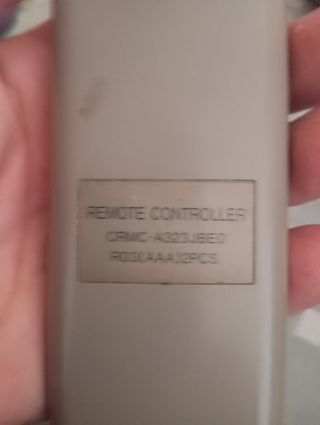 REMOTE CONTROLLER
CRMC-A323JBE0
R03(AAA)2PCS.